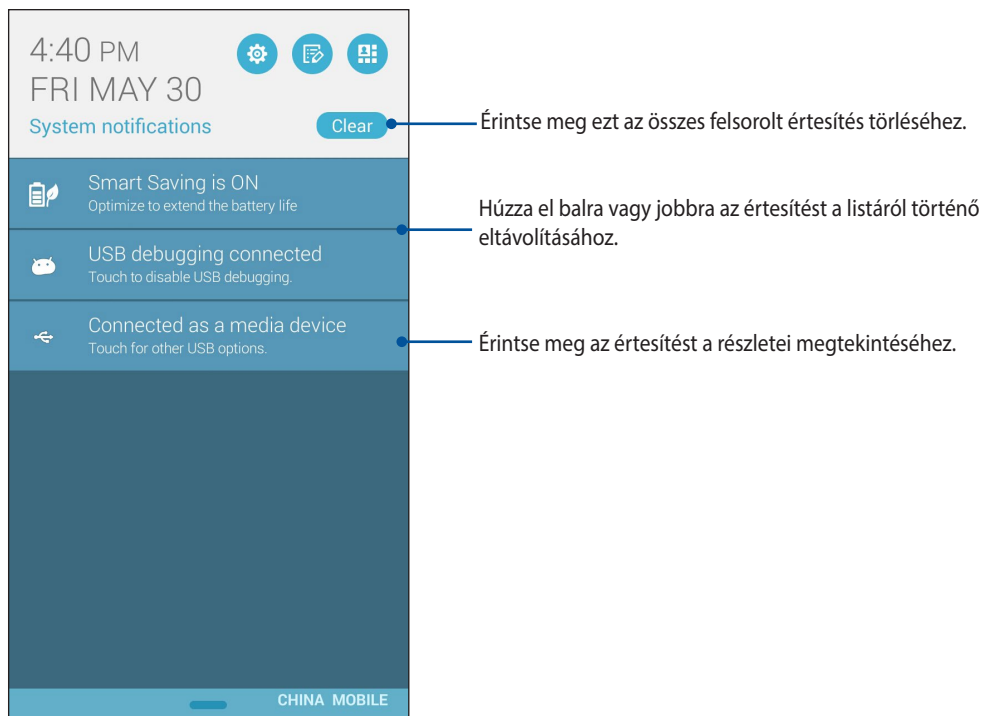 4:40 PM
FRI MAY 30
System notifications
Clear
Érintse meg ezt az összes felsorolt értesítés törléséhez.
Smart Saving is ON
Optimize to extend the battery life
Húzza el balra vagy jobbra az értesítést a listáról történő
eltávolításához.
USB debugging connected
Touch to disable USB debugging.
Connected as a media device
Touch for other USB options.
Érintse meg az értesítést a részletei megtekintéséhez.
CHINA MOBILE